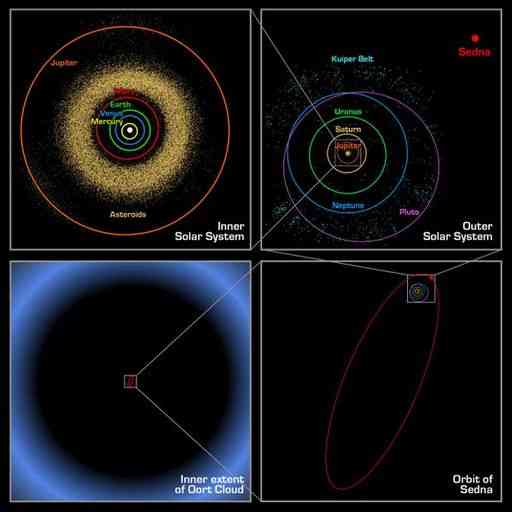 Jupiter
Mars
Earth
Venus
Mercury
Asteroids
Inner
Solar System
Sedna
Kuiper Belt
Uranus
Saturn
Jupiter
Neptune
Pluto
Outer
Solar System
Inner extent
of Oort Cloud
Orbit of
Sedna